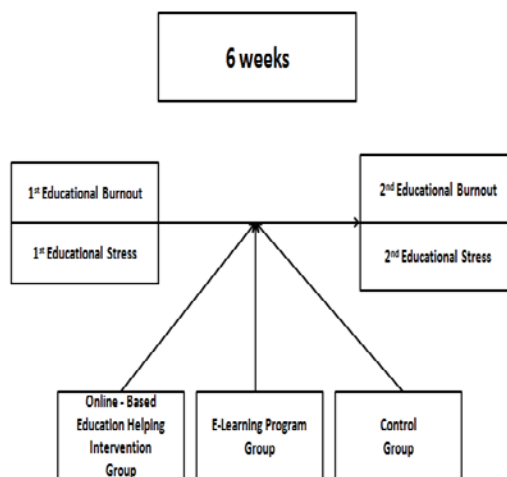 6 weeks
1st Educational Burnout
2nd Educational Burnout
1st Educational Stress
2nd Educational Stress
Online - Based
Education Helping
Intervention
Group
E-Learning Program
Group
Control
Group